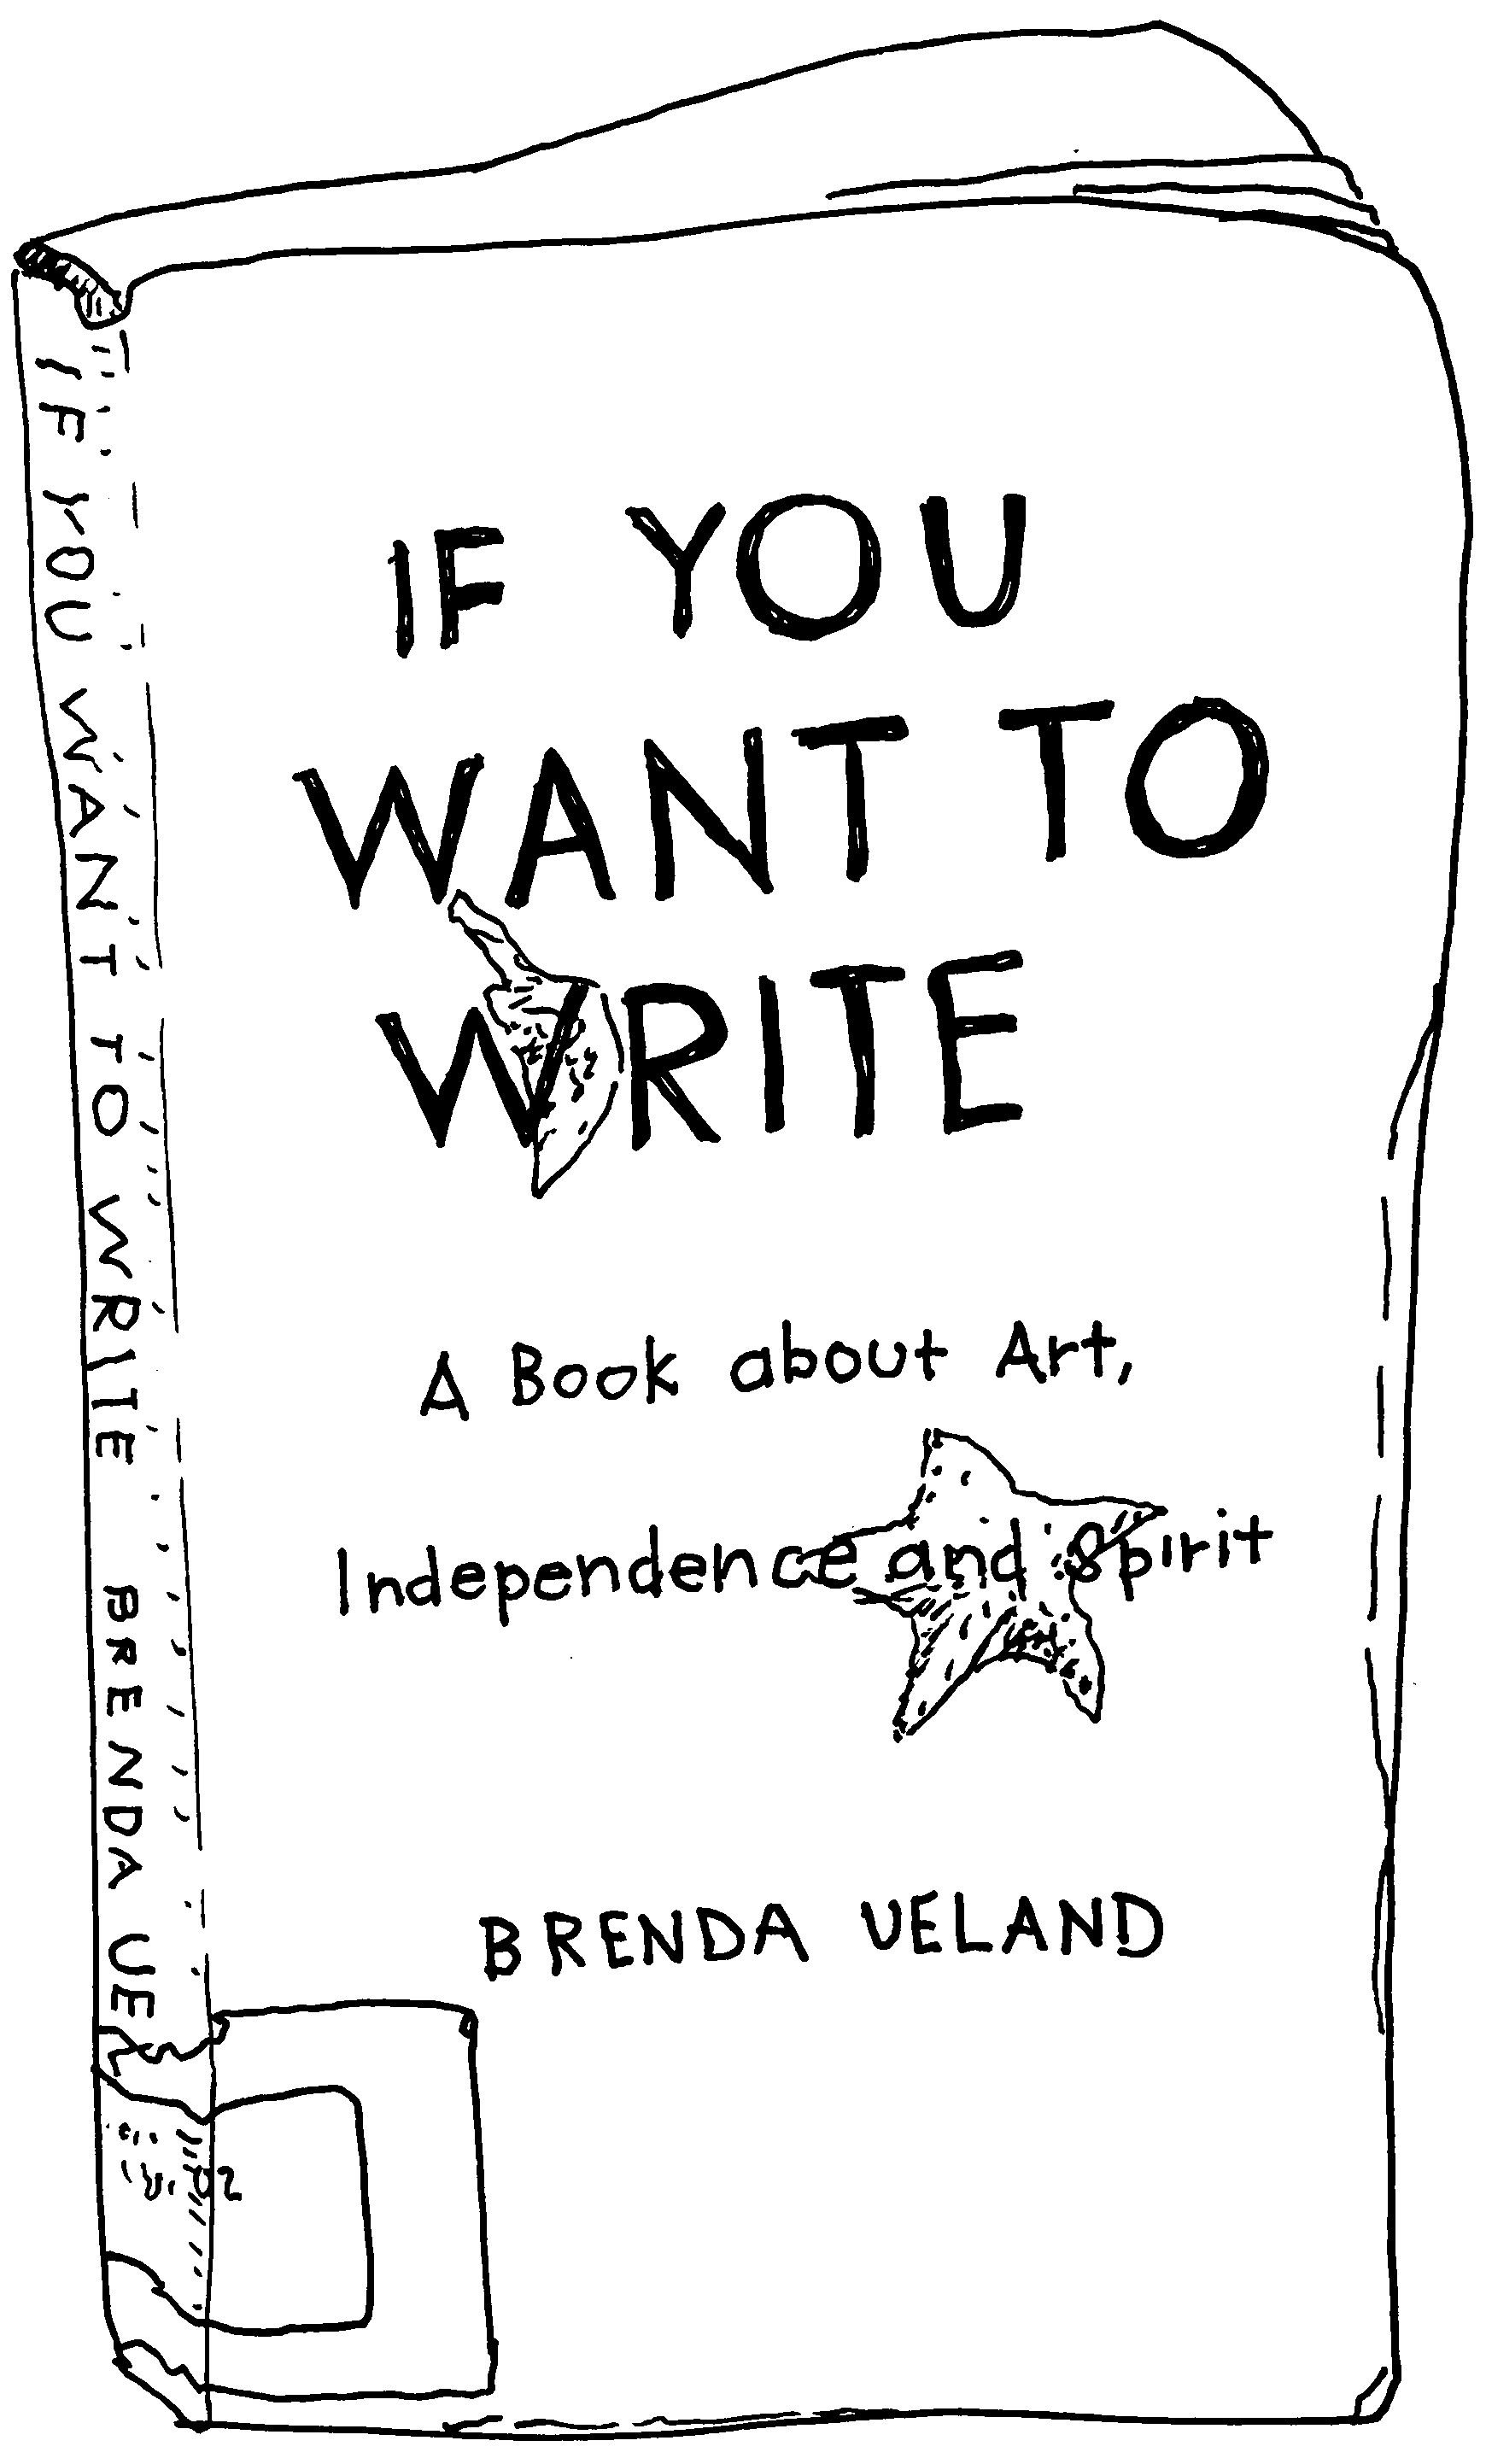 IF YOU
WANT TO
WRITE
A Book about Art,
Independence and Spirit
BRENDA UELAND
IF YOU WANT TO WRITE BRENDA UEL